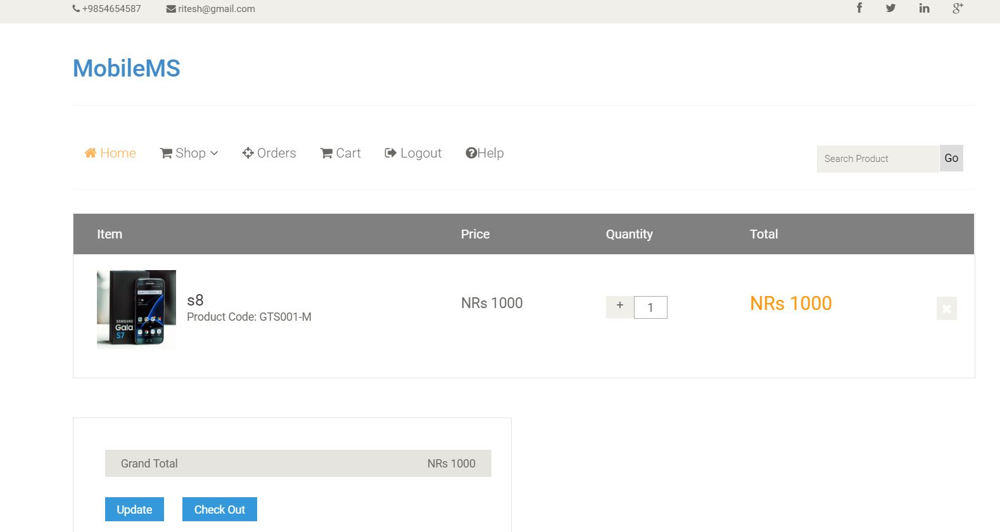 +9854654587 ritesh@gmail.com
MobileMS
Home Shop Orders Cart Logout Help
Search Product Go
Item Price Quantity Total
SAMSUNG
Gala
S7
s8
Product Code: GTS001-M
NRs 1000 + 1 NRs 1000
Grand Total NRs 1000
Update Check Out